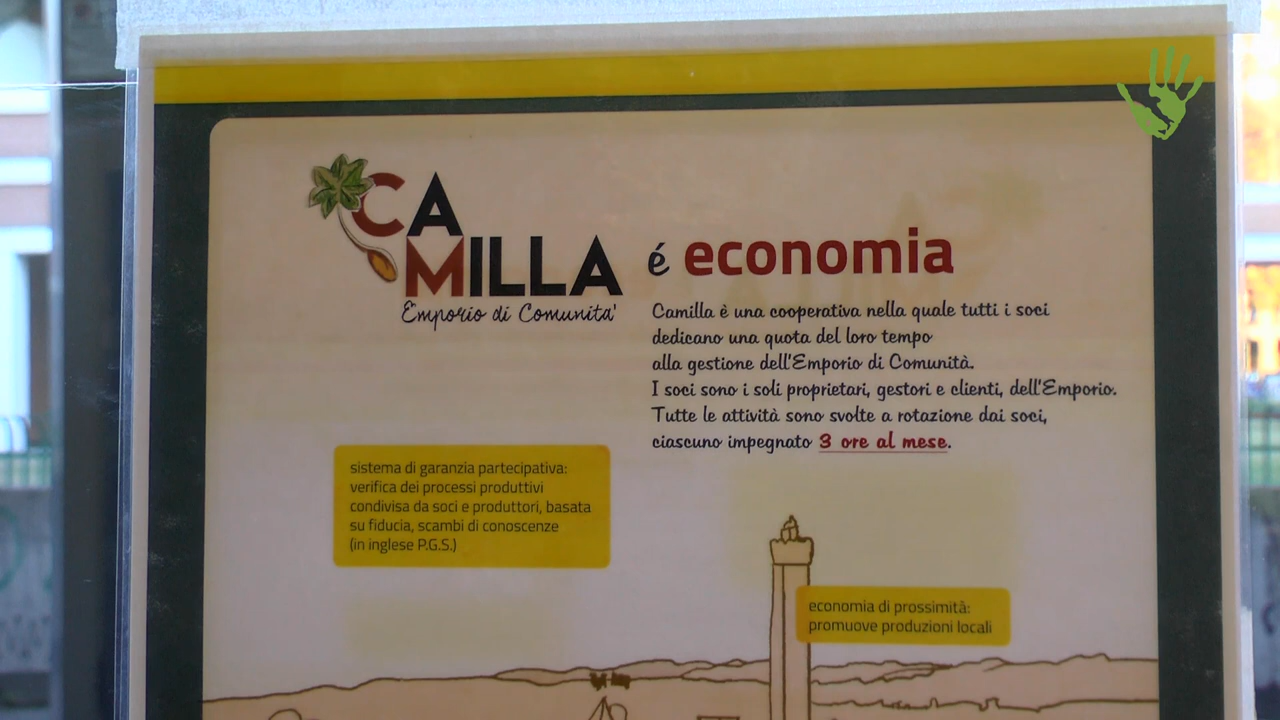 CA
MILLA
Emporio di Comunita'
é economia
Camilla è una cooperativa nella quale tutti i soci
dedicano una quota del loro tempo
alla gestione dell'Emporio di Comunità.
I soci sono i soli proprietari, gestori e clienti, dell'Emporio.
Tutte le attività sono svolte a rotazione dai soci,
ciascuno impegnato 3 ore al mese.
sistema di garanzia partecipativa:
verifica dei processi produttivi
condivisa da soci e produttori, basata
su fiducia, scambi di conoscenze
(in inglese P.G.S.)
economia di prossimità:
promuove produzioni locali